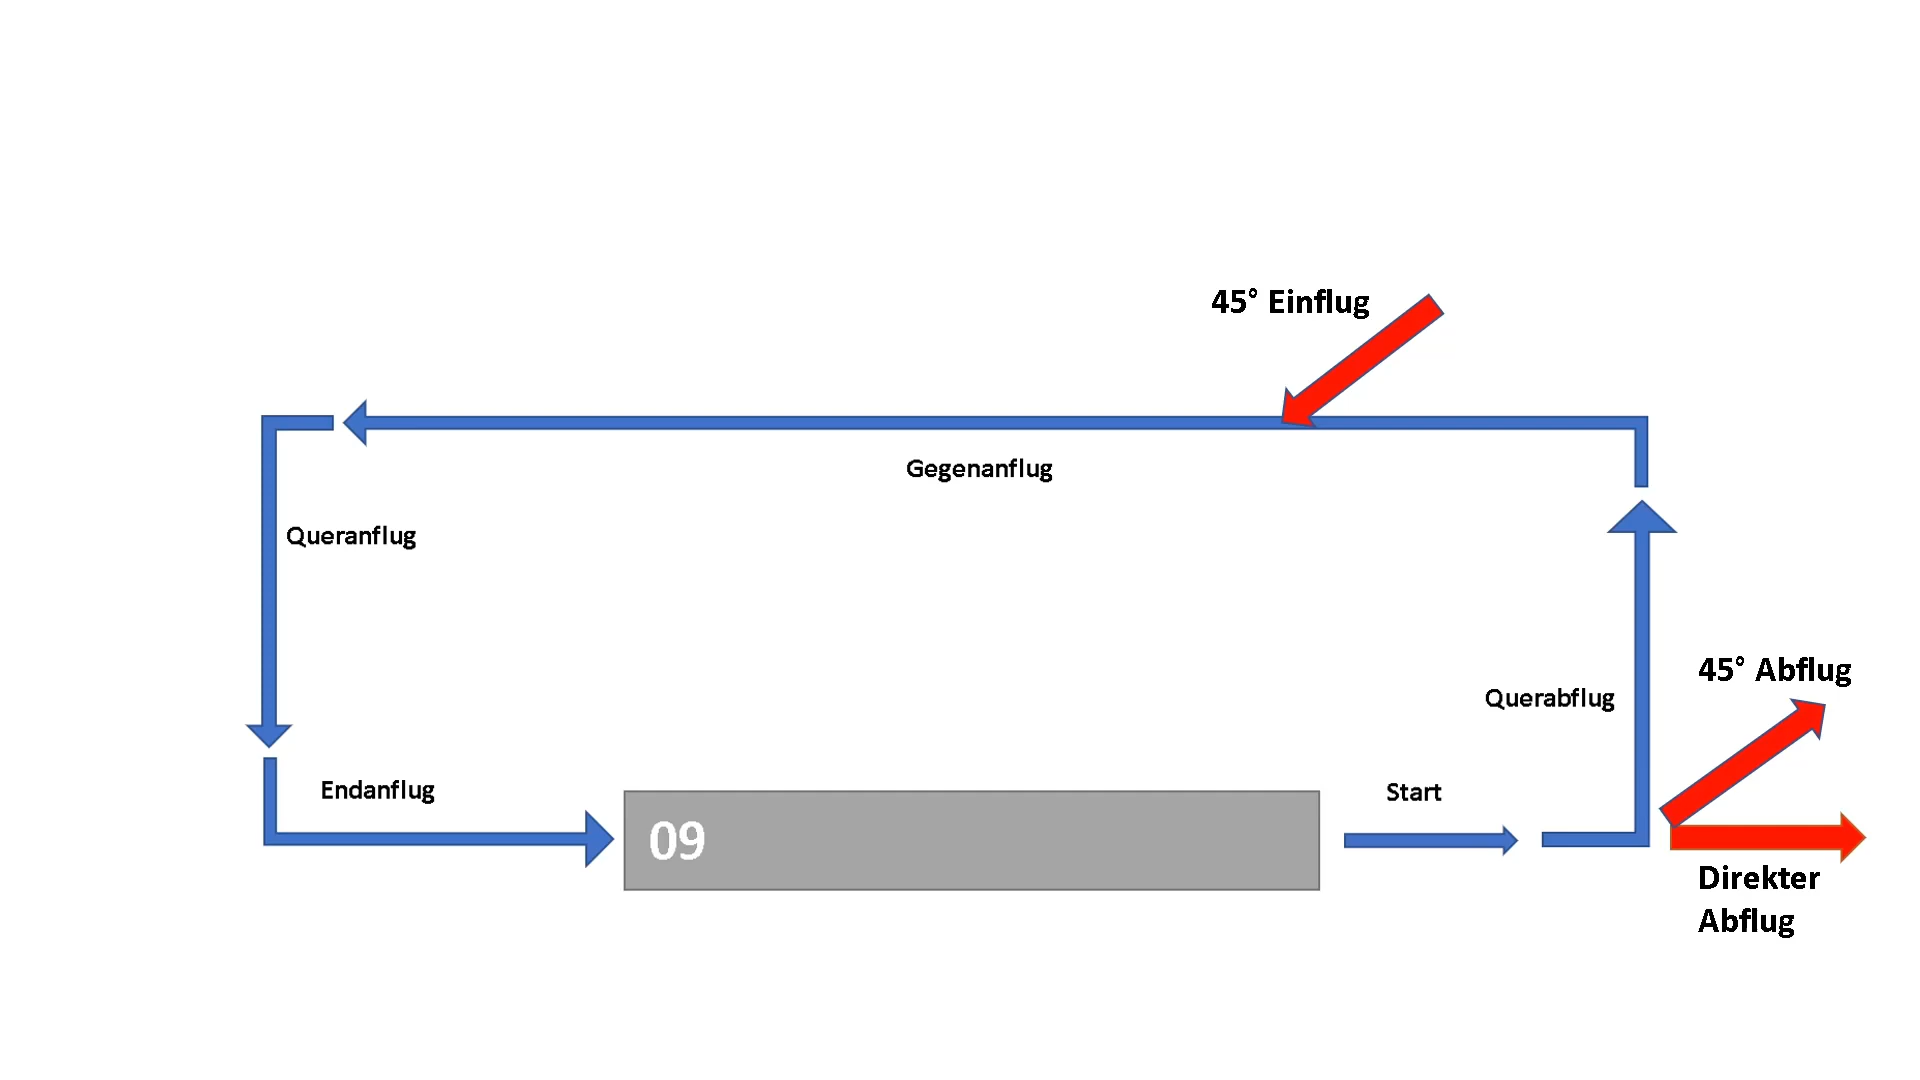 45° Einflug
Gegenanflug
Queranflug
45° Abflug
Querabflug
Endanflug
Start
09
Direkter
Abflug